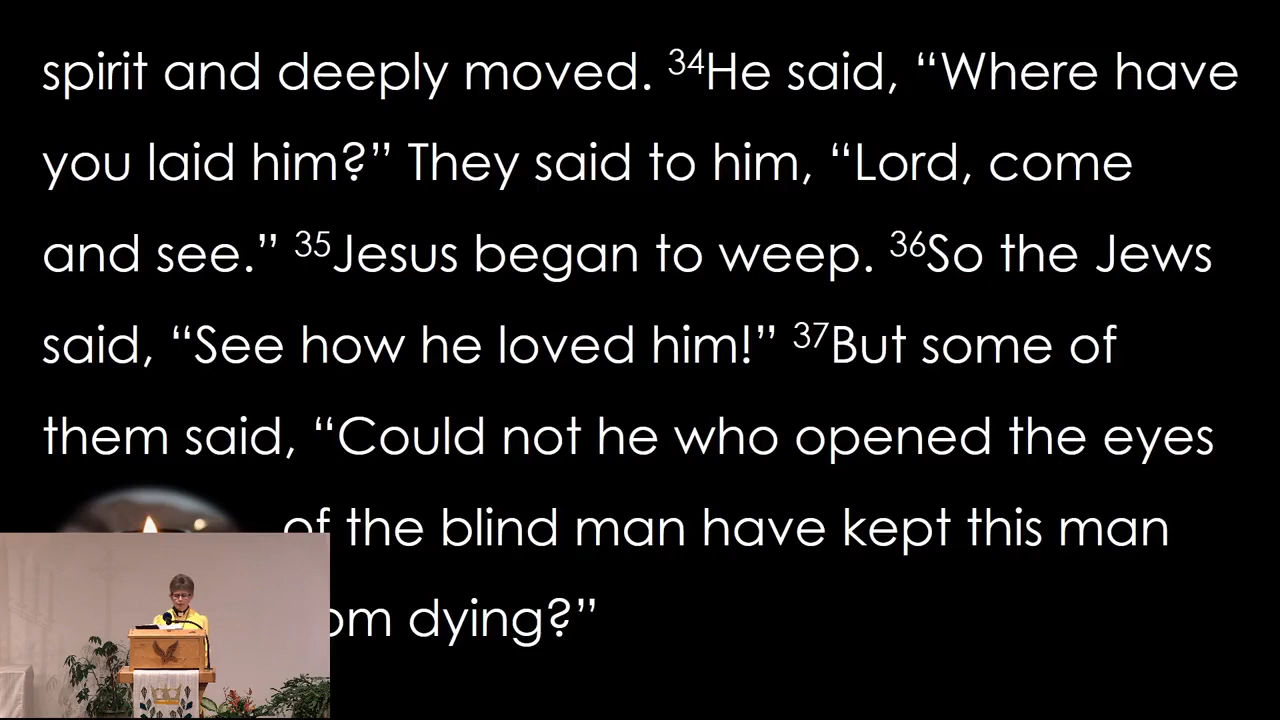 spirit and deeply moved. ³⁴He said, “Where have
you laid him?” They said to him, “Lord, come
and see.” ³⁵Jesus began to weep. ³⁶So the Jews
said, “See how he loved him!” ³⁷But some of
them said, “Could not he who opened the eyes
of the blind man have kept this man
om dying?”